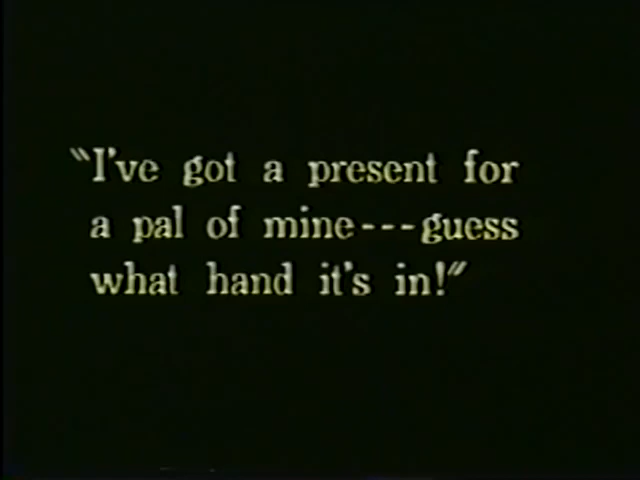 "I've got a present for
a pal of mine---guess
what hand it's in!"